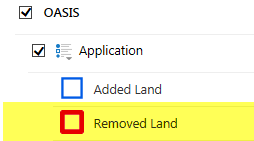 OASIS
Application
Added Land
Removed Land